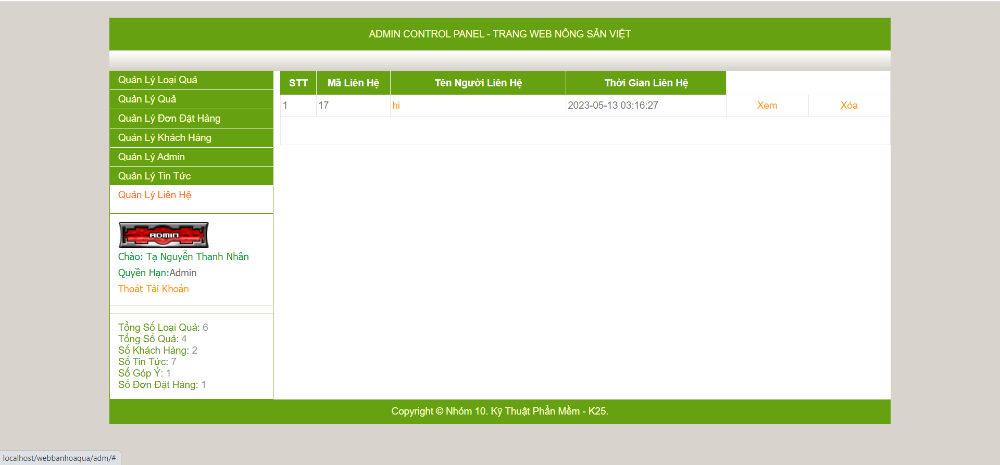 ADMIN CONTROL PANEL - TRANG WEB NÔNG SẢN VIỆT
Quản Lý Loại Quả
Quản Lý Quả
Quản Lý Đơn Đặt Hàng
Quản Lý Khách Hàng
Quản Lý Admin
Quản Lý Tin Tức
Quản Lý Liên Hệ
ADMIN
Chào: Tạ Nguyễn Thanh Nhân
Quyền Hạn:Admin
Thoát Tài Khoản
Tổng Số Loại Quả: 6
Tổng Số Quả: 4
Số Khách Hàng: 2
Số Tin Tức: 7
Số Góp Ý: 1
Số Đơn Đặt Hàng: 1
STT Mã Liên Hệ Tên Người Liên Hệ Thời Gian Liên Hệ
1 17 hi 2023-05-13 03:16:27 Xem Xóa
Copyright © Nhóm 10. Kỹ Thuật Phần Mềm - K25.
localhost/webbanhoaqua/adm/#